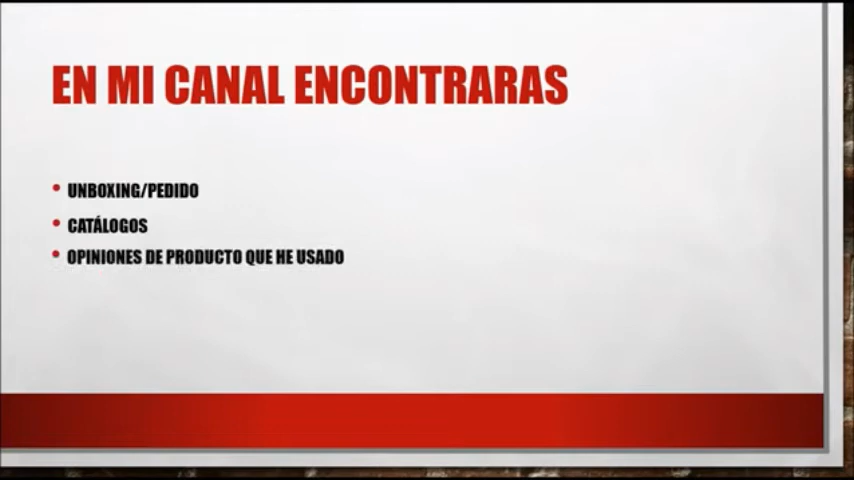 EN MI CANAL ENCONTRARAS
• UNBOXING/PEDIDO
• CATÁLOGOS
• OPINIONES DE PRODUCTO QUE HE USADO